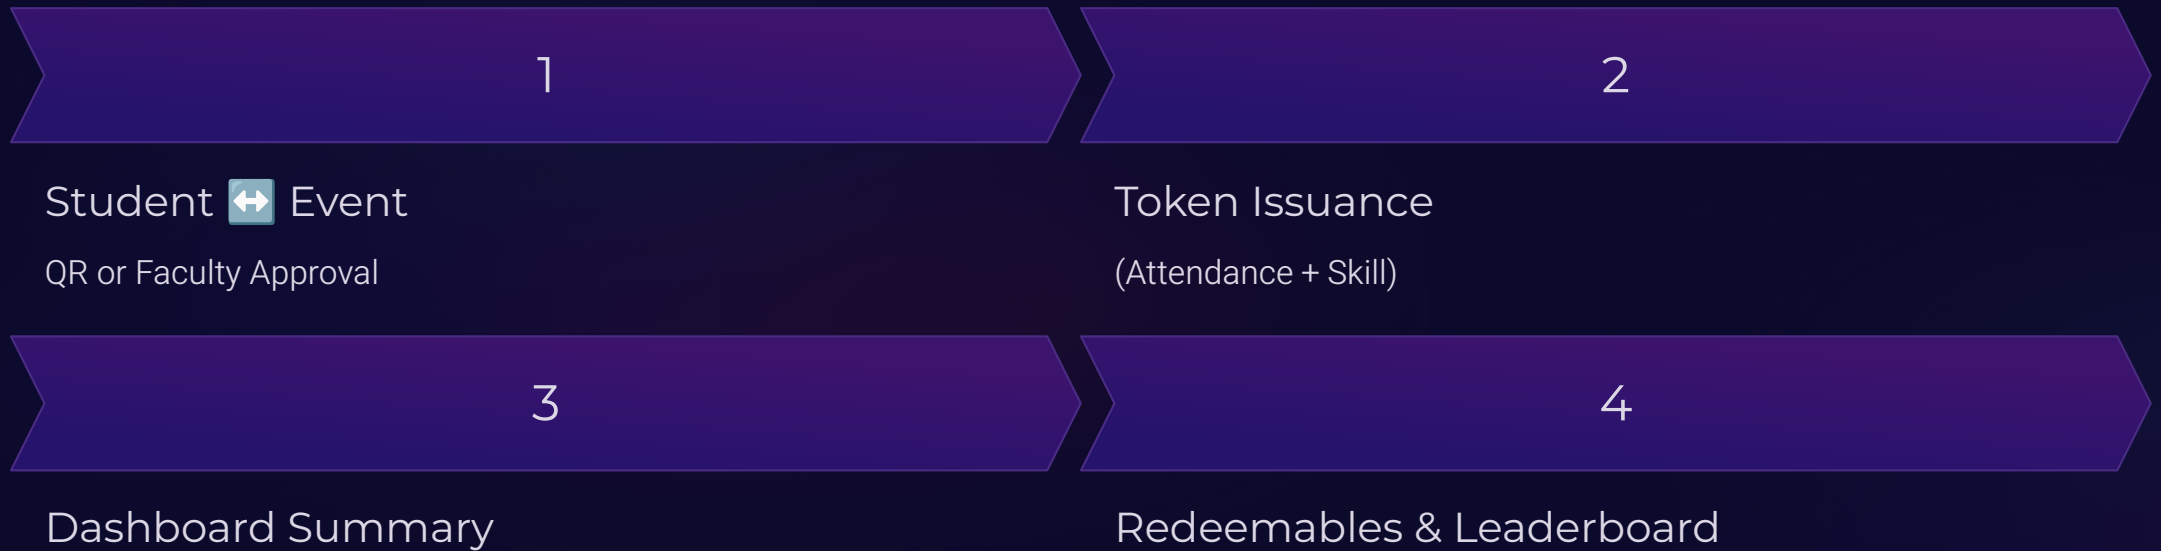 1
2
Student ↔️ Event
Token Issuance
QR or Faculty Approval
(Attendance + Skill)
3
4
Dashboard Summary
Redeemables & Leaderboard